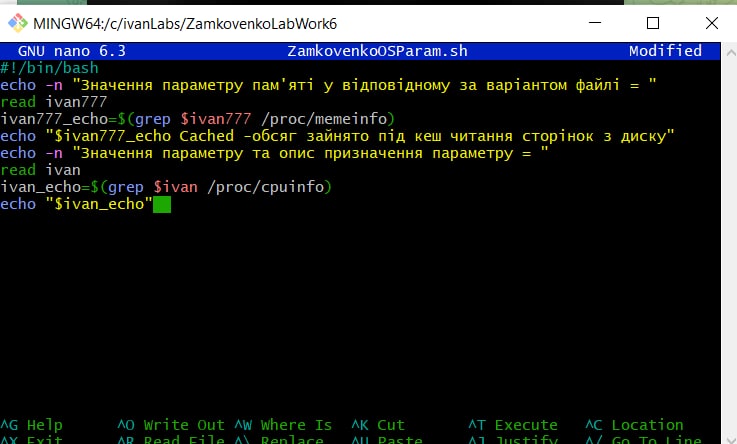 MINGW64:/c/ivanLabs/ZamkovenkoLabWork6
GNU nano 6.3 ZamkovenkoOSParam.sh Modified
#!/bin/bash
echo -n "Значення параметру пам'яті у відповідному за варіантом файлі = "
read ivan777
ivan777_echo=$(grep $ivan777 /proc/memeinfo)
echo "$ivan777_echo Cached -обсяг зайнято під кеш читання сторінок з диску"
echo -n "Значення параметру та опис призначення параметру = "
read ivan
ivan_echo=$(grep $ivan /proc/cpuinfo)
echo "$ivan_echo"
^G Help ^O Write Out ^W Where Is ^K Cut ^T Execute ^C Location
^X Exit ^R Read File ^\ Replace ^U Paste ^J Justify ^/ Go To Line